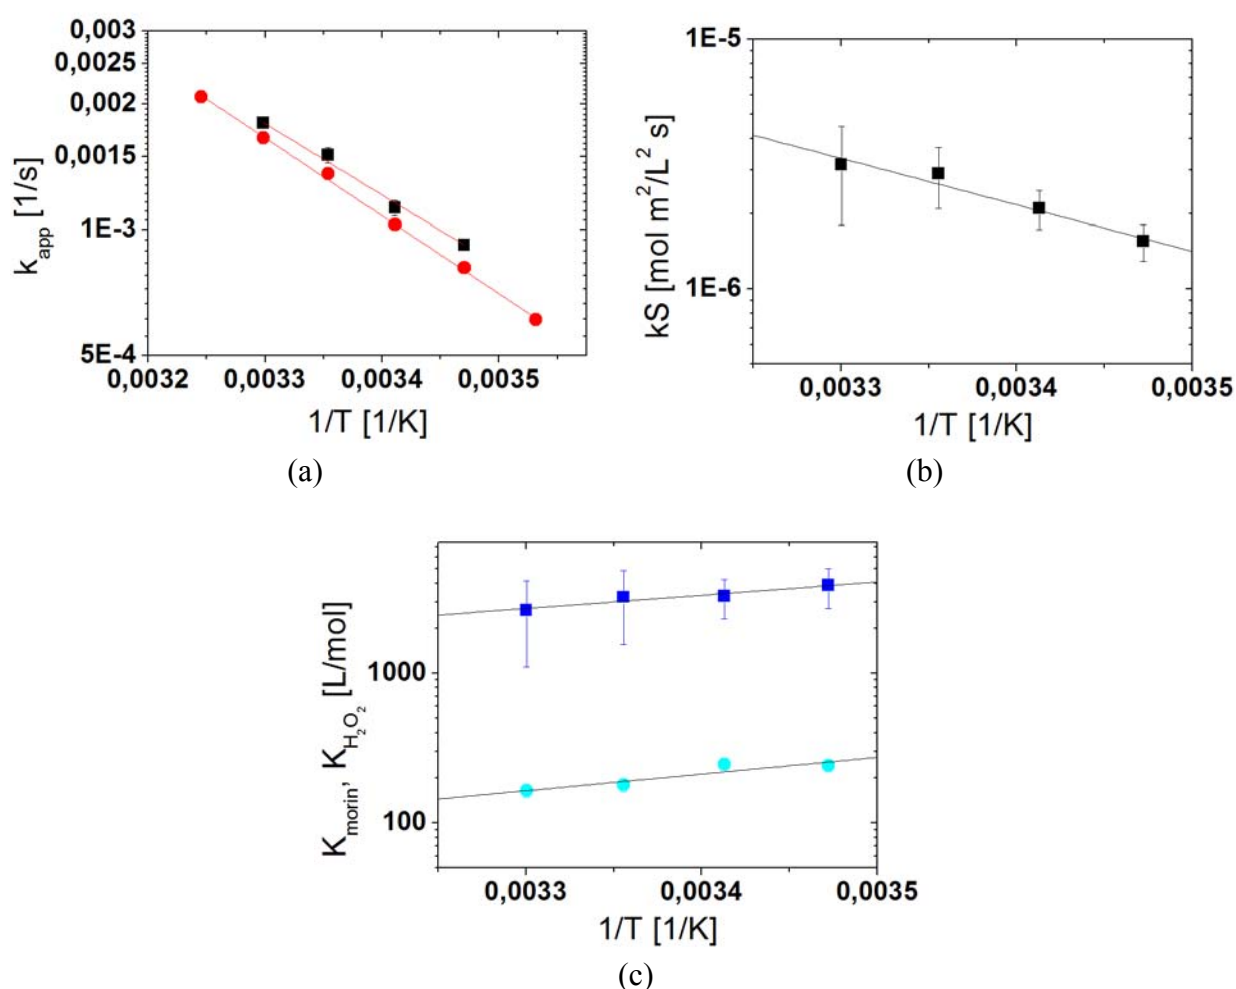 0,003
0,0025
0,002
0,0015
1E-3
5E-4
k_app [1/s]
0,0032 0,0033 0,0034 0,0035
1/T [1/K]
(a)
1E-5
1E-6
kS [mol m²/L² s]
0,0033 0,0034 0,0035
1/T [1/K]
(b)
1000
100
K_morin, K_H₂O₂ [L/mol]
0,0033 0,0034 0,0035
1/T [1/K]
(c)